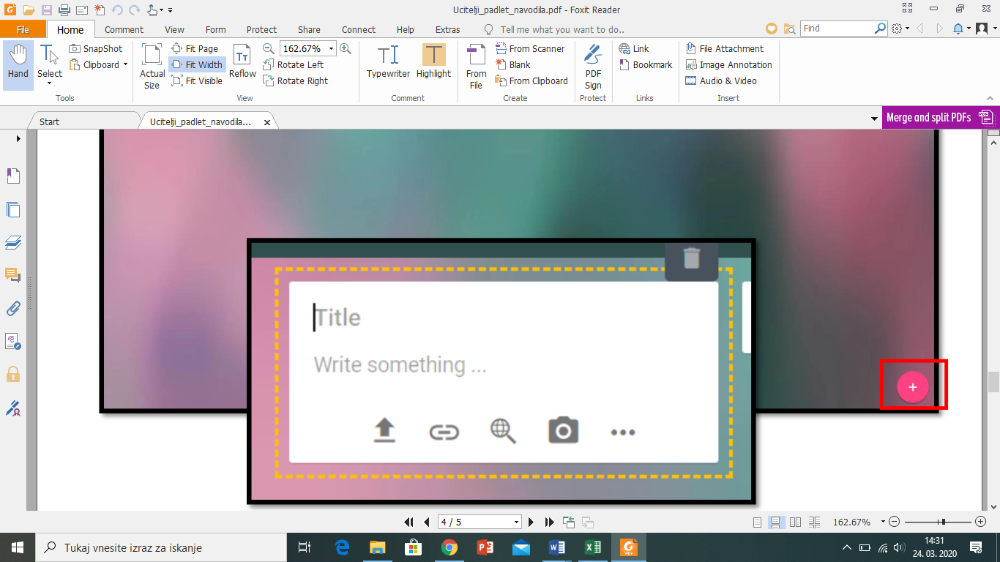 Ucitelji_padlet_navodila.pdf - Foxit Reader
File Home Comment View Form Protect Share Connect Help Extras Tell me what you want to do.. Find
Hand
Select
SnapShot
Clipboard
Tools
Actual Size
Fit Page
Fit Width
Fit Visible
Reflow
162.67%
Rotate Left
Rotate Right
View
Typewriter
Highlight
Comment
From File
From Scanner
Blank
From Clipboard
Create
PDF Sign
Protect
Link
Bookmark
Links
File Attachment
Image Annotation
Audio & Video
Insert
Start
Ucitelji_padlet_navodila...
Merge and split PDFs
Title
Write something ...
4 / 5
162.67%
Tukaj vnesite izraz za iskanje
14:31
24. 03. 2020